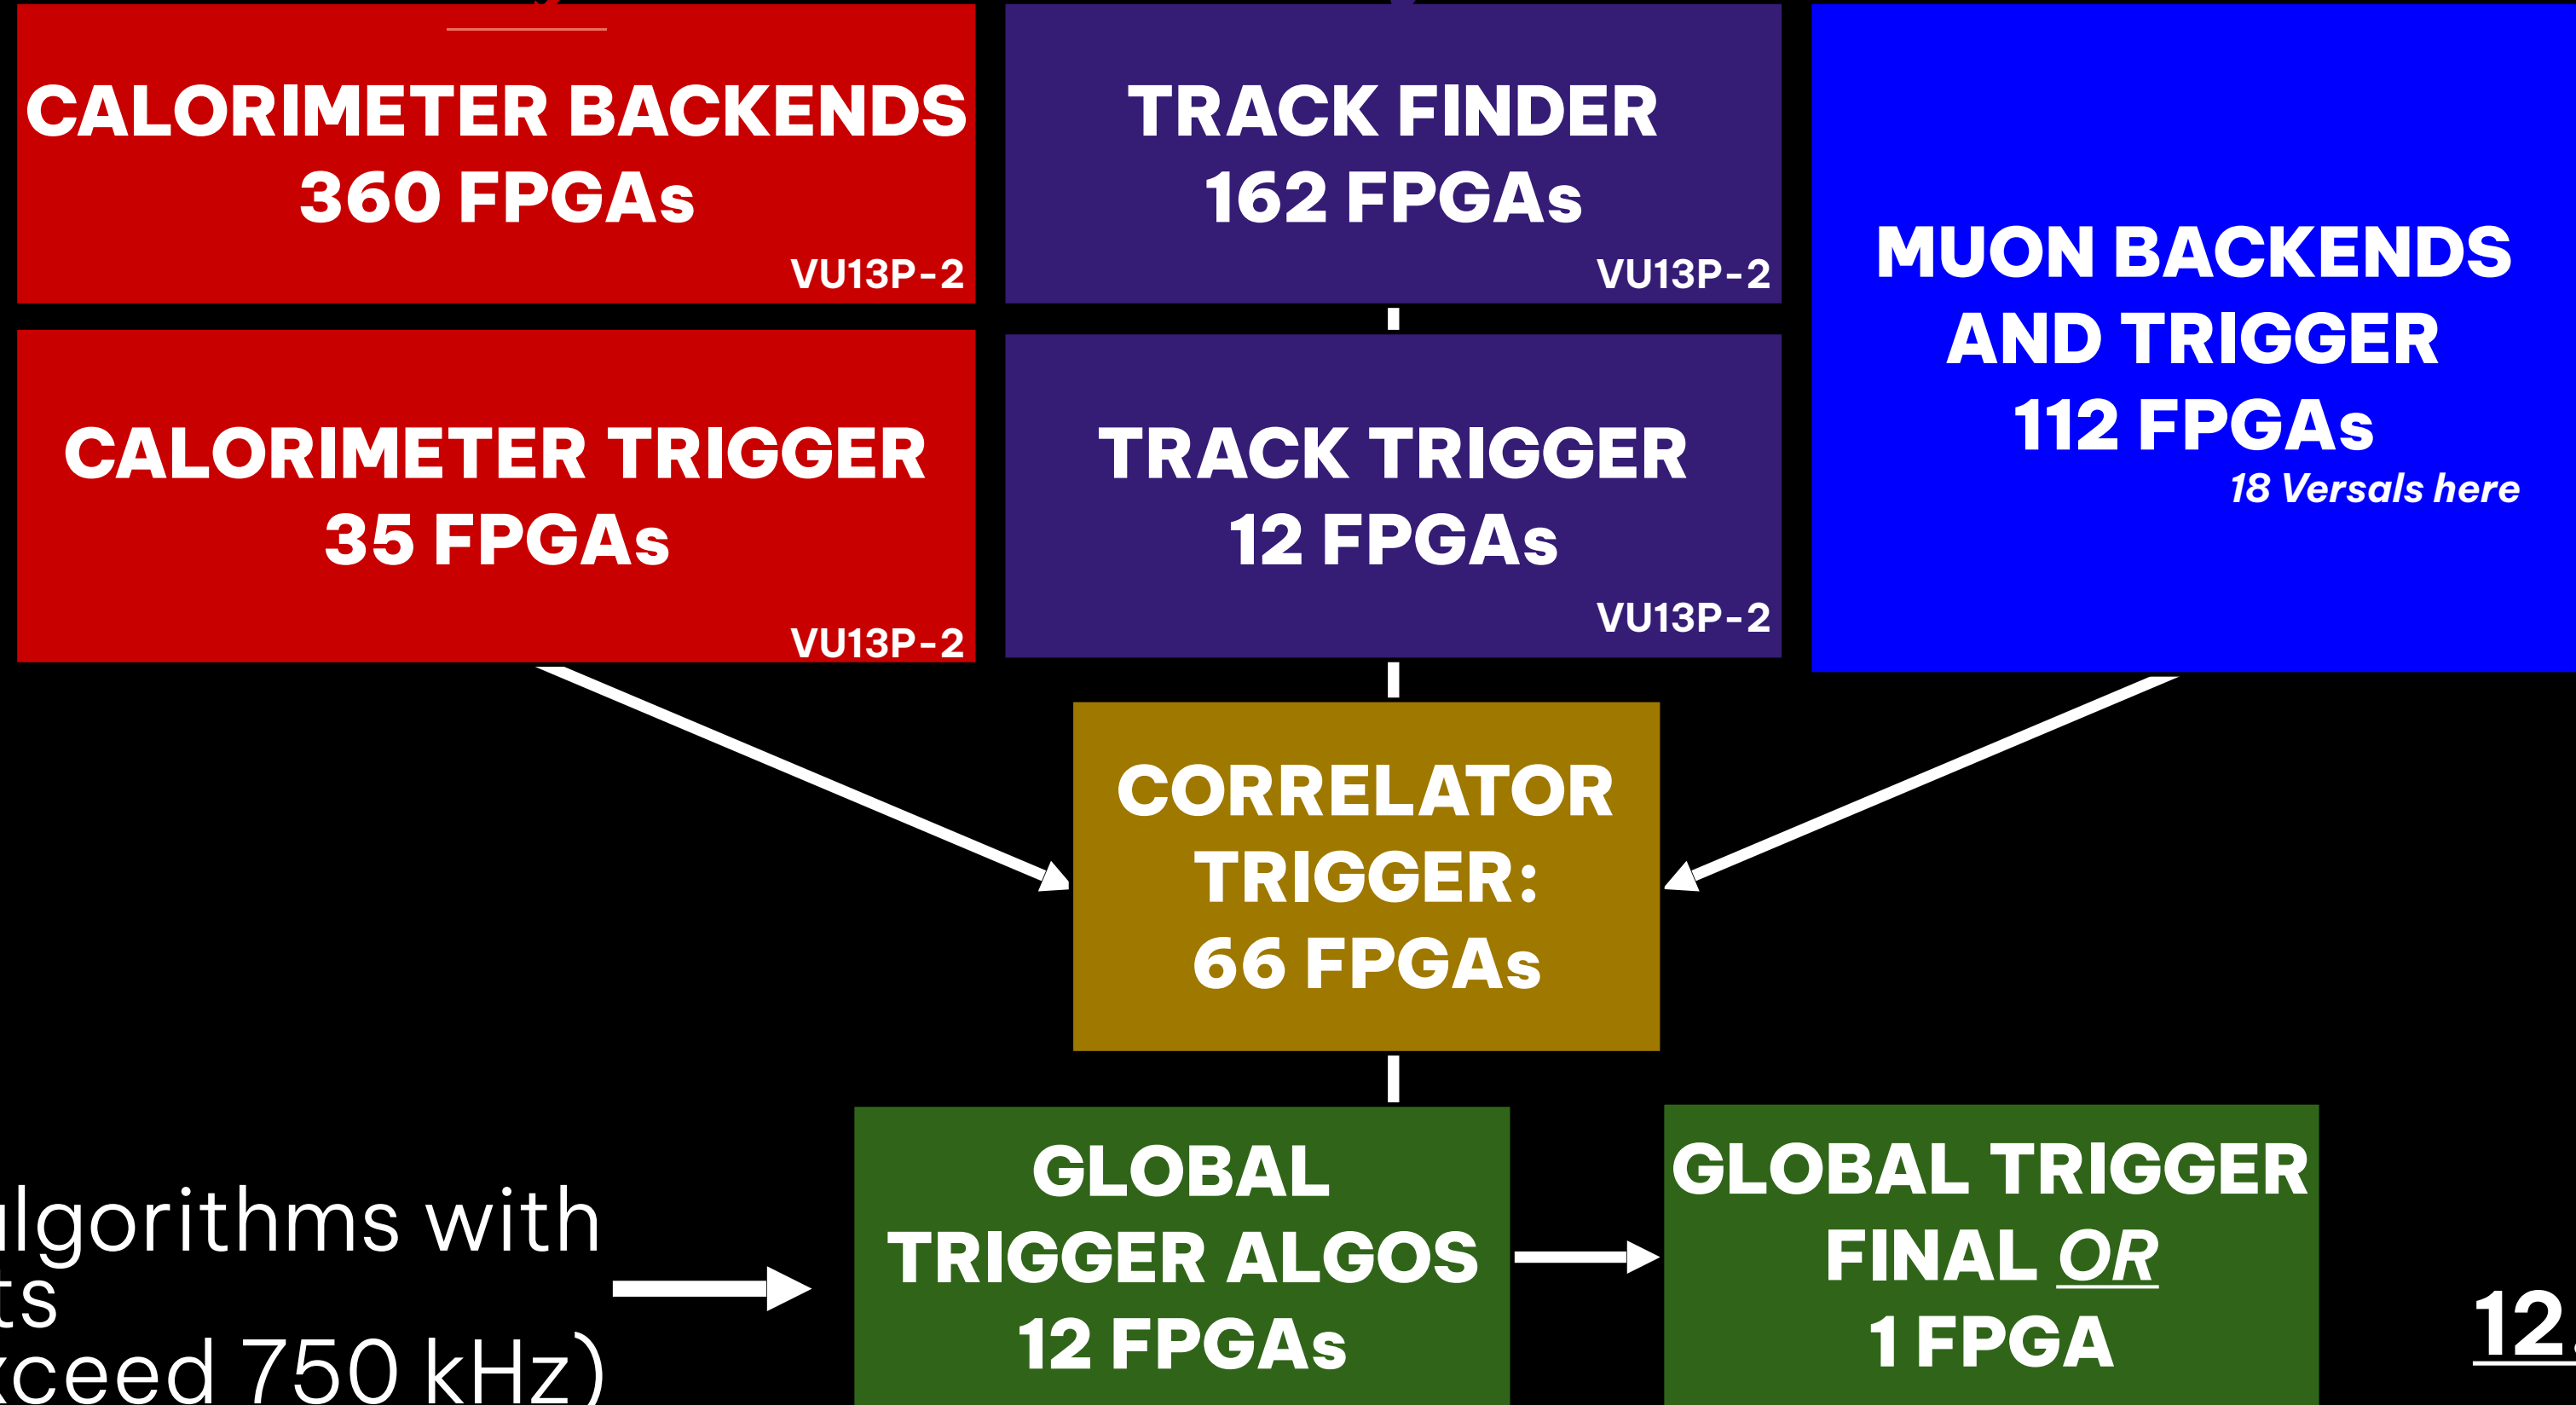 CALORIMETER BACKENDS
360 FPGAs
VU13P-2
TRACK FINDER
162 FPGAs
VU13P-2
MUON BACKENDS
AND TRIGGER
112 FPGAs
18 Versals here
CALORIMETER TRIGGER
35 FPGAs
VU13P-2
TRACK TRIGGER
12 FPGAs
VU13P-2
CORRELATOR
TRIGGER:
66 FPGAs
lgorithms with
ts
xceed 750 kHz)
GLOBAL
TRIGGER ALGOS
12 FPGAs
GLOBAL TRIGGER
FINAL OR
1 FPGA
12.